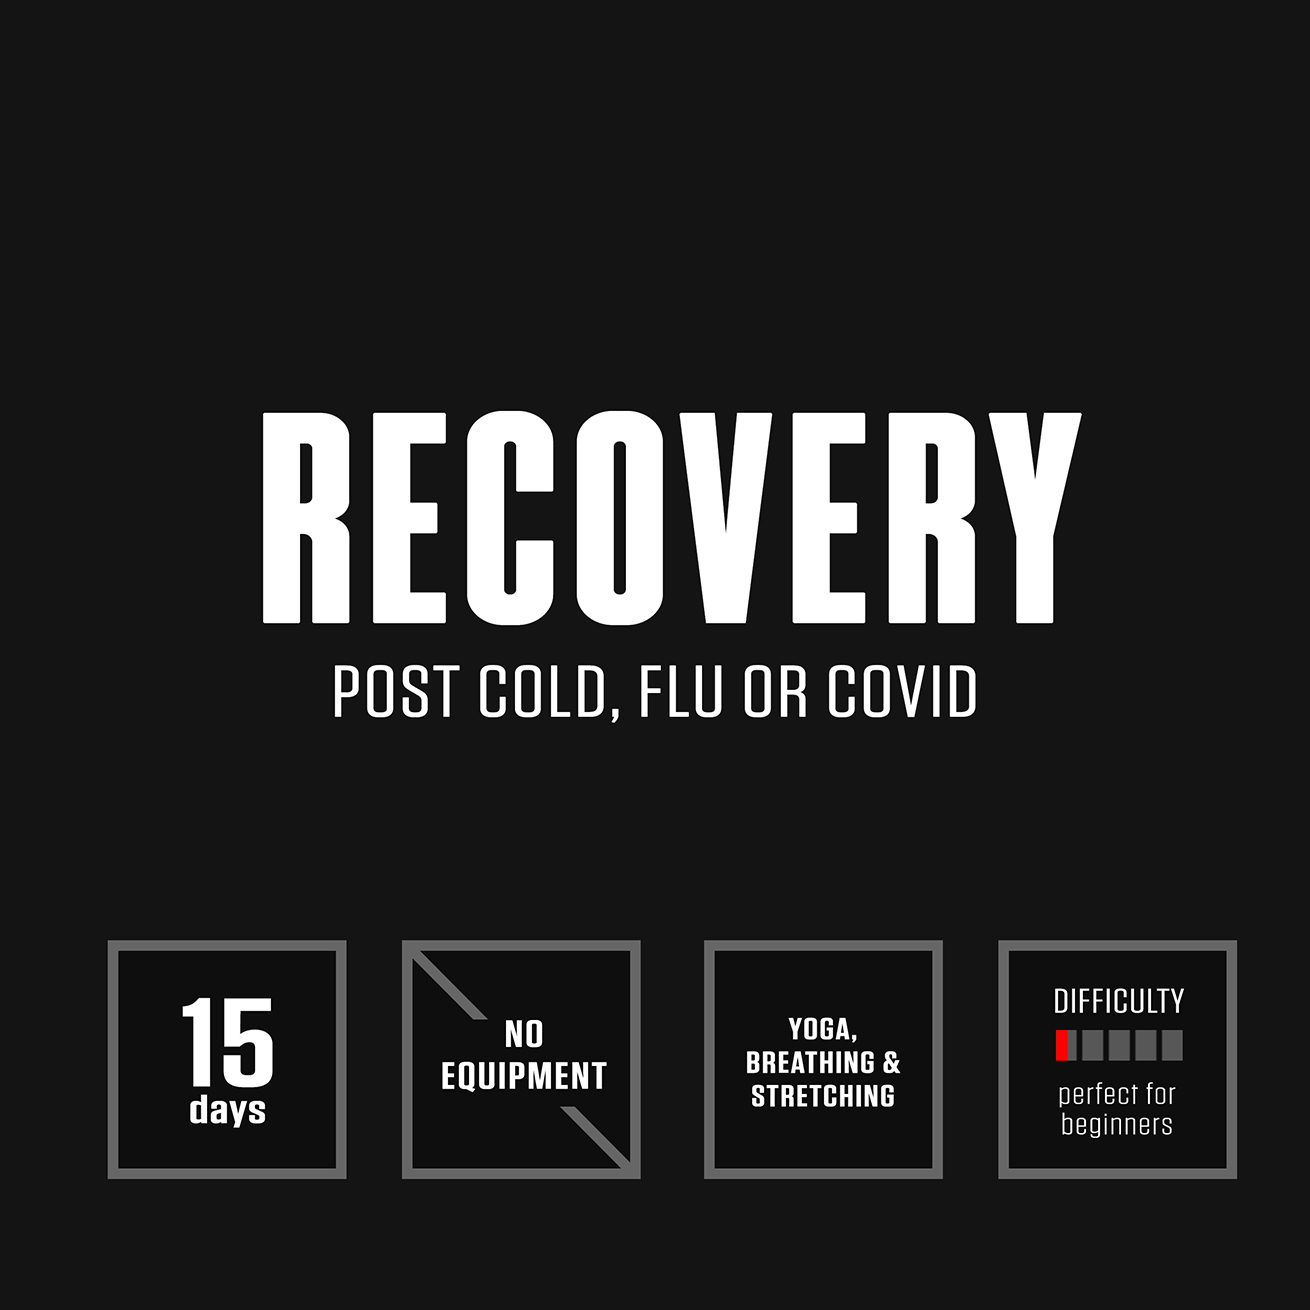 RECOVERY
POST COLD, FLU OR COVID
15
days
NO
EQUIPMENT
YOGA,
BREATHING &
STRETCHING
DIFFICULTY
perfect for
beginners